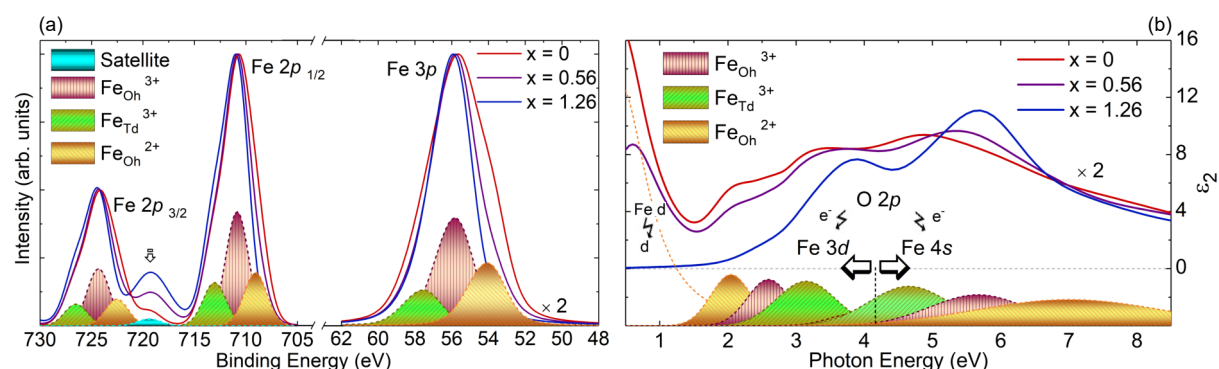 (a)
Satellite
Fe_Oh 3+
Fe_Td 3+
Fe_Oh 2+
Fe 2p 3/2
Fe 2p 1/2
Fe 3p
x = 0
x = 0.56
x = 1.26
× 2
Intensity (arb. units)
730 725 720 715 710 705 62 60 58 56 54 52 50 48
Binding Energy (eV)
(b)
Fe_Oh 3+
Fe_Td 3+
Fe_Oh 2+
x = 0
x = 0.56
x = 1.26
× 2
Fe d
d
O 2p
e- e-
Fe 3d Fe 4s
16
12
8
4
0
ε2
1 2 3 4 5 6 7 8
Photon Energy (eV)